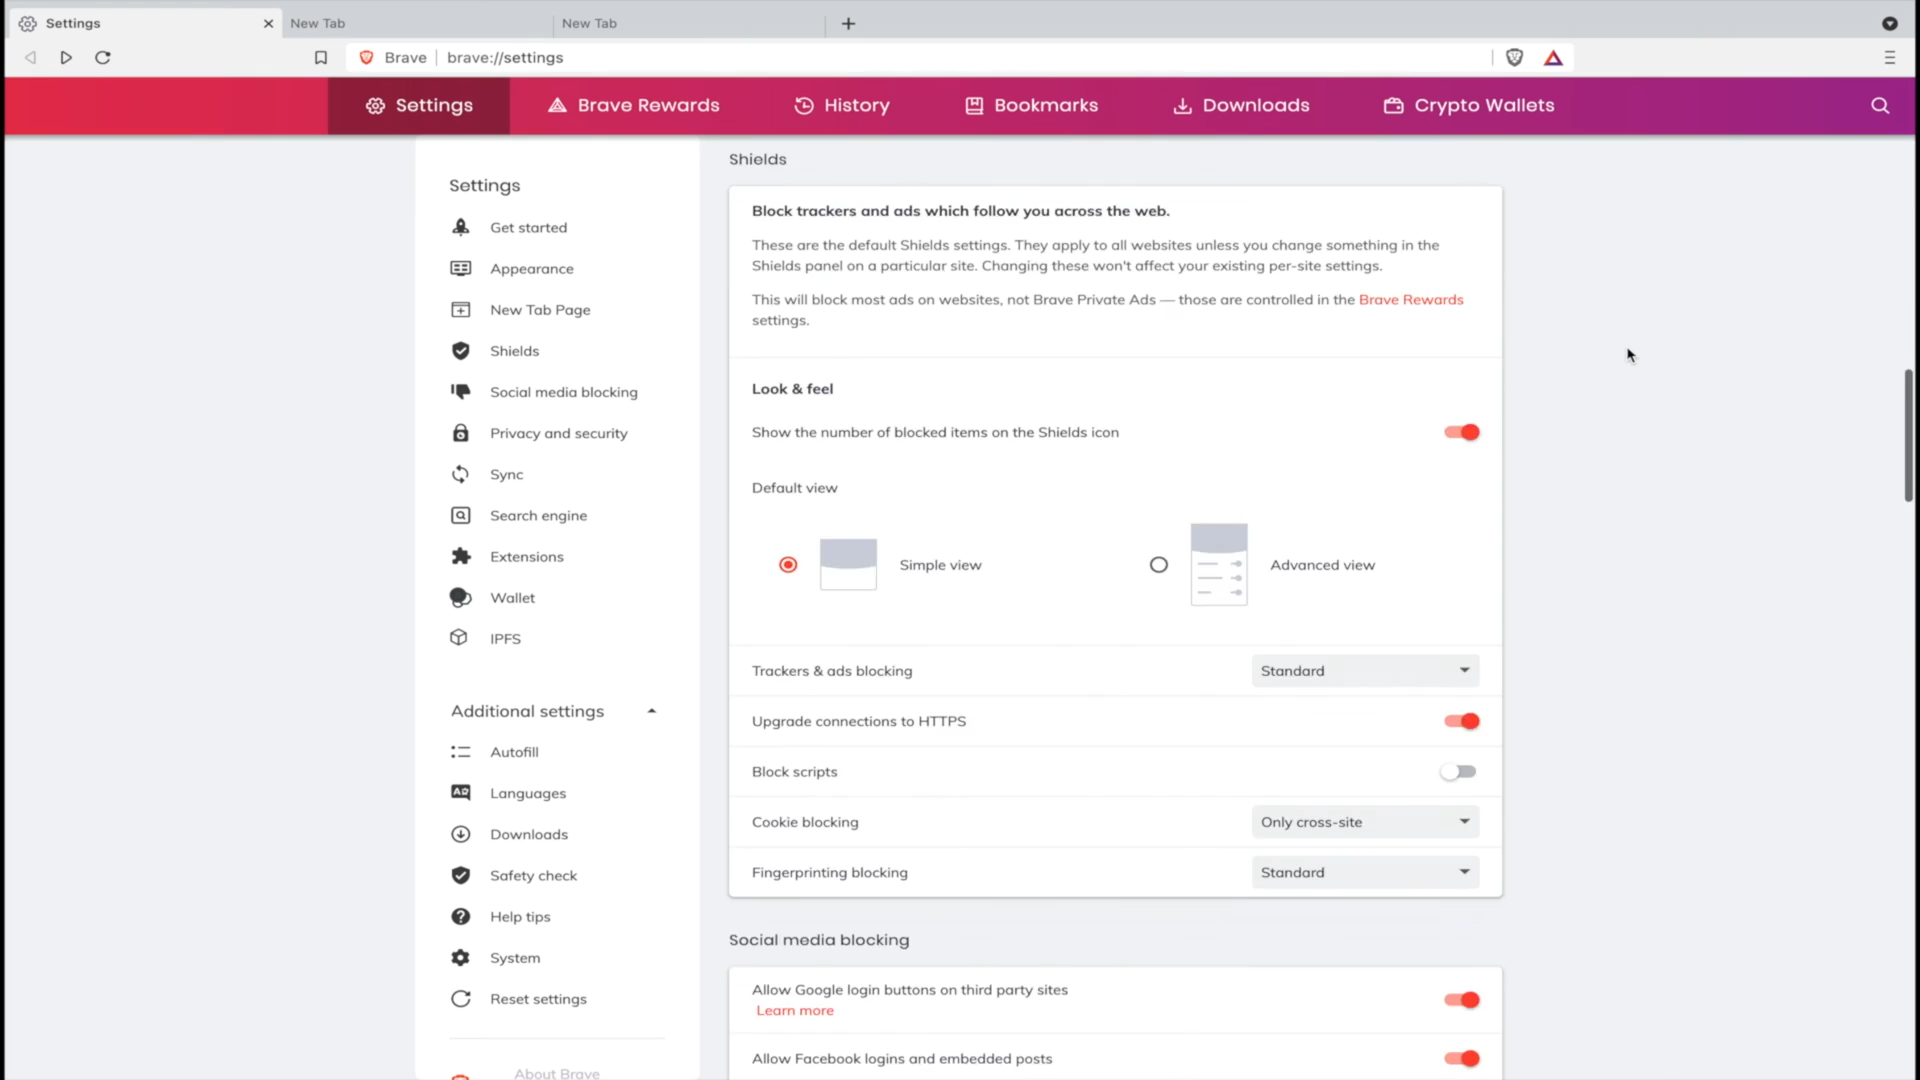 Settings
New Tab
New Tab
Brave
brave://settings
Settings
Brave Rewards
History
Bookmarks
Downloads
Crypto Wallets
Settings
Get started
Appearance
New Tab Page
Shields
Social media blocking
Privacy and security
Sync
Search engine
Extensions
Wallet
IPFS
Additional settings
Autofill
Languages
Downloads
Safety check
Help tips
System
Reset settings
About Brave
Shields
Block trackers and ads which follow you across the web.
These are the default Shields settings. They apply to all websites unless you change something in the
Shields panel on a particular site. Changing these won't affect your existing per-site settings.
This will block most ads on websites, not Brave Private Ads — those are controlled in the Brave Rewards
settings.
Look & feel
Show the number of blocked items on the Shields icon
Default view
Simple view
Advanced view
Trackers & ads blocking
Standard
Upgrade connections to HTTPS
Block scripts
Cookie blocking
Only cross-site
Fingerprinting blocking
Standard
Social media blocking
Allow Google login buttons on third party sites
Learn more
Allow Facebook logins and embedded posts